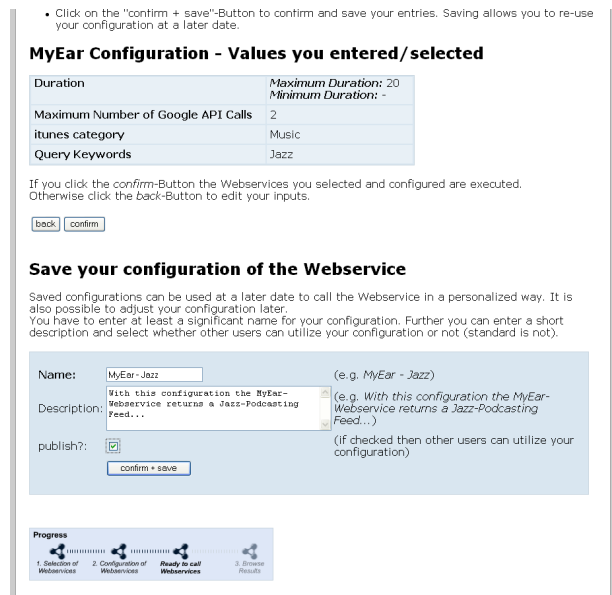 • Click on the "confirm + save"-Button to confirm and save your entries. Saving allows you to re-use
your configuration at a later date.
MyEar Configuration - Values you entered/selected
Duration Maximum Duration: 20
Minimum Duration: -
Maximum Number of Google API Calls 2
itunes category Music
Query Keywords Jazz
If you click the confirm-Button the Webservices you selected and configured are executed.
Otherwise click the back-Button to edit your inputs.
back confirm
Save your configuration of the Webservice
Saved configurations can be used at a later date to call the Webservice in a personalized way. It is
also possible to adjust your configuration later.
You have to enter at least a significant name for your configuration. Further you can enter a short
description and select whether other users can utilize your configuration or not (standard is not).
Name: MyEar-Jazz (e.g. MyEar - Jazz)
Description: With this configuration the MyEar-
Webservice returns a Jazz-Podcasting
Feed...
(e.g. With this configuration the MyEar-
Webservice returns a Jazz-Podcasting
Feed...)
publish?: (if checked then other users can utilize your
configuration)
confirm + save
Progress
1. Selection of
Webservices
2. Configuration of
Webservices
Ready to call
Webservices
3. Browse
Results